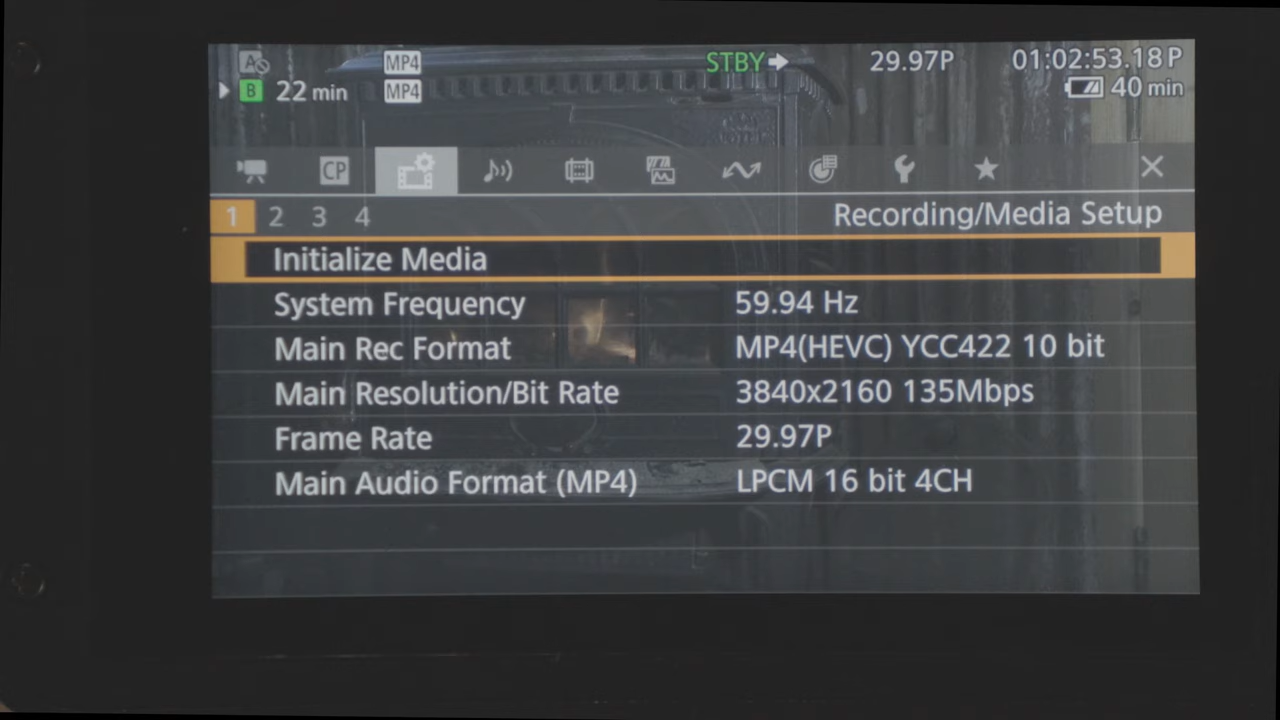 A MP4 STBY 29.97P 01:02:53.18P
B 22 min MP4 40 min
CP
1 2 3 4 Recording/Media Setup
Initialize Media
System Frequency 59.94 Hz
Main Rec Format MP4(HEVC) YCC422 10 bit
Main Resolution/Bit Rate 3840x2160 135Mbps
Frame Rate 29.97P
Main Audio Format (MP4) LPCM 16 bit 4CH